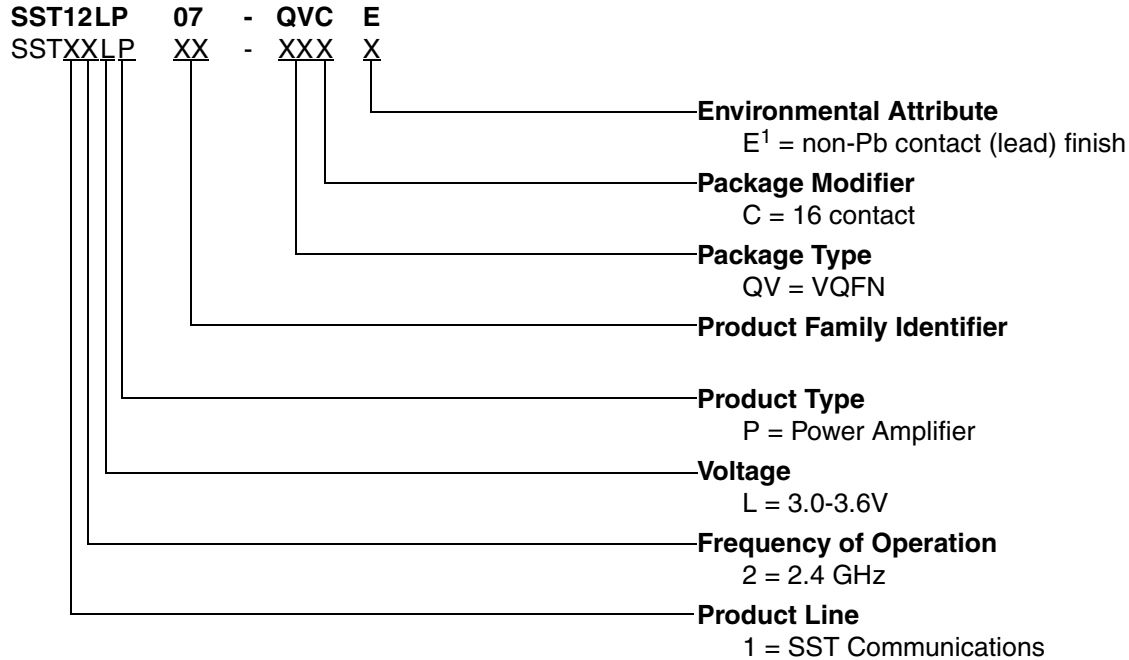 SST12LP 07 - QVC E
SSTXXLP XX - XXX X
Environmental Attribute
E1 = non-Pb contact (lead) finish
Package Modifier
C = 16 contact
Package Type
QV = VQFN
Product Family Identifier
Product Type
P = Power Amplifier
Voltage
L = 3.0-3.6V
Frequency of Operation
2 = 2.4 GHz
Product Line
1 = SST Communications